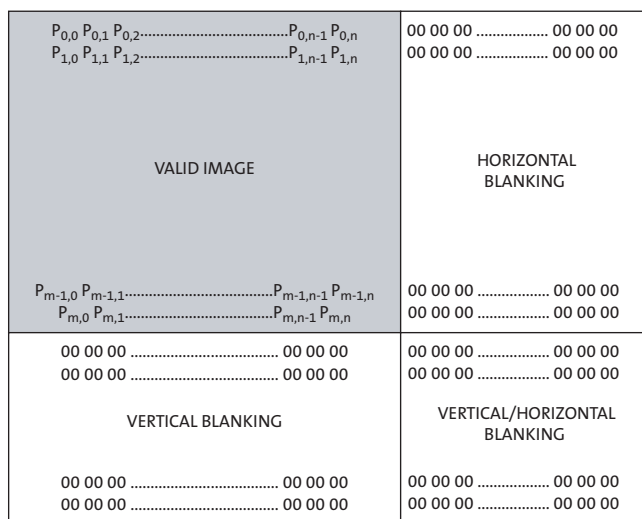 P0,0 P0,1 P0,2.....................................P0,n-1 P0,n
P1,0 P1,1 P1,2.....................................P1,n-1 P1,n
00 00 00 .................. 00 00 00
00 00 00 .................. 00 00 00
VALID IMAGE
HORIZONTAL
BLANKING
Pm-1,0 Pm-1,1.....................................Pm-1,n-1 Pm-1,n
Pm,0 Pm,1.....................................Pm,n-1 Pm,n
00 00 00 .................. 00 00 00
00 00 00 .................. 00 00 00
00 00 00 ..................................... 00 00 00
00 00 00 ..................................... 00 00 00
00 00 00 .................. 00 00 00
00 00 00 .................. 00 00 00
VERTICAL BLANKING
VERTICAL/HORIZONTAL
BLANKING
00 00 00 ..................................... 00 00 00
00 00 00 ..................................... 00 00 00
00 00 00 .................. 00 00 00
00 00 00 .................. 00 00 00